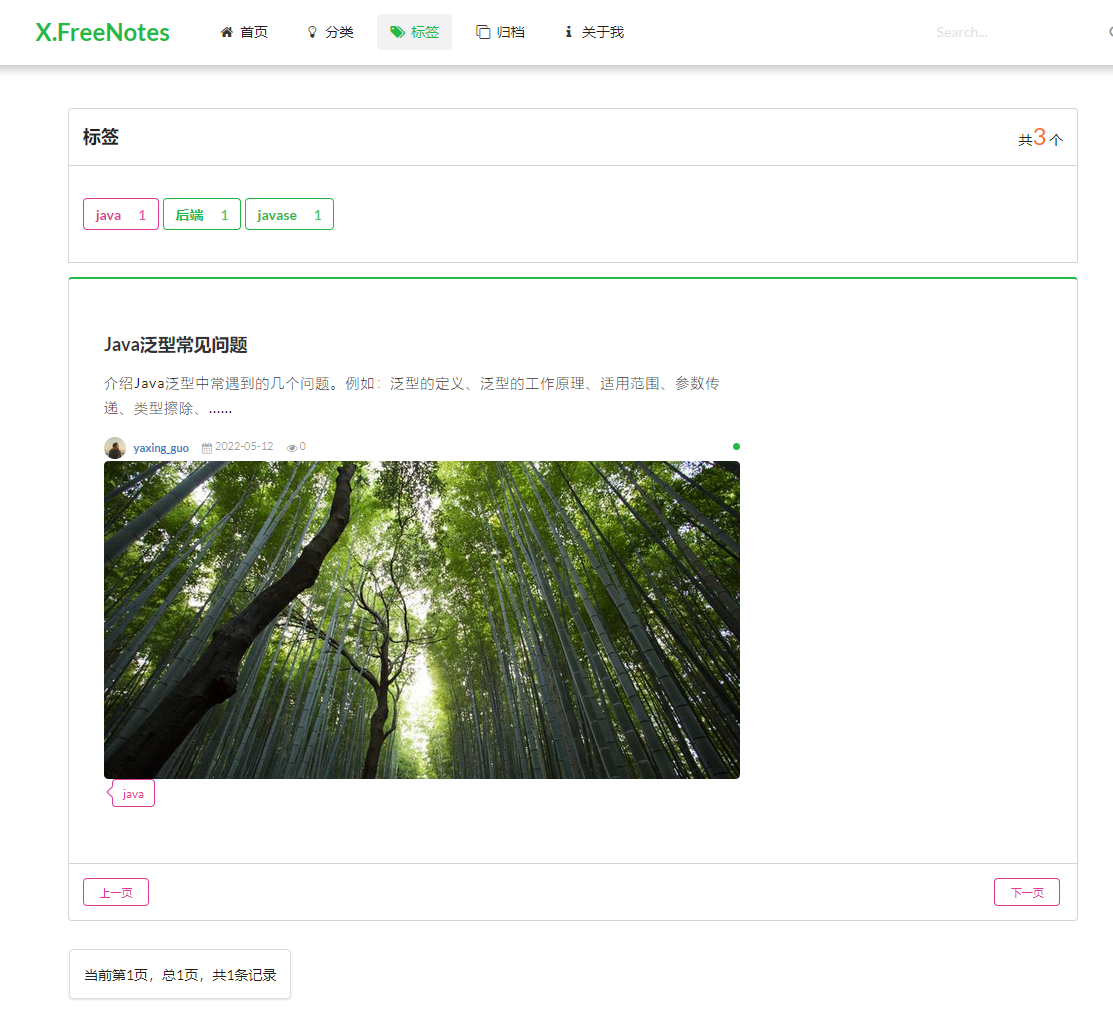 X.FreeNotes 首页 分类 标签 归档 关于我 Search...
标签 共3个
java 1 后端 1 javase 1
Java泛型常见问题
介绍Java泛型中常遇到的几个问题。例如：泛型的定义、泛型的工作原理、适用范围、参数传
递、类型擦除、......
yaxing_guo 2022-05-12 0
java
上一页 下一页
当前第1页，总1页，共1条记录